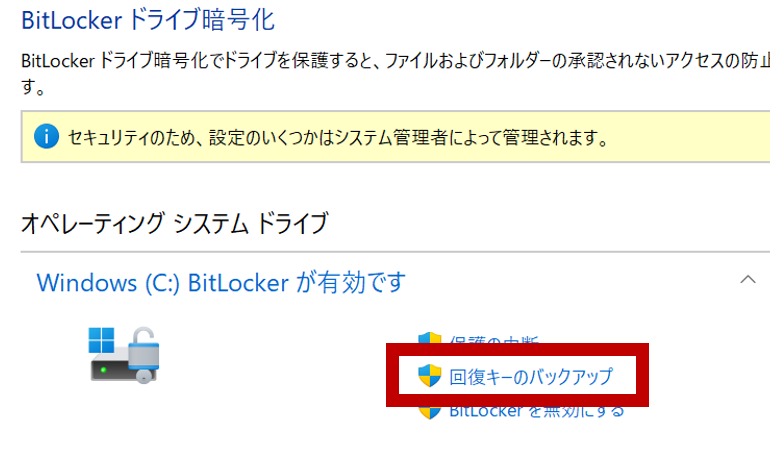 BitLocker ドライブ暗号化
BitLocker ドライブ暗号化でドライブを保護すると、ファイルおよびフォルダーの承認されないアクセスの防止
す。
セキュリティのため、設定のいくつかはシステム管理者によって管理されます。
オペレーティング システム ドライブ
Windows (C:) BitLocker が有効です
保護の中断
回復キーのバックアップ
BitLocker を無効にする